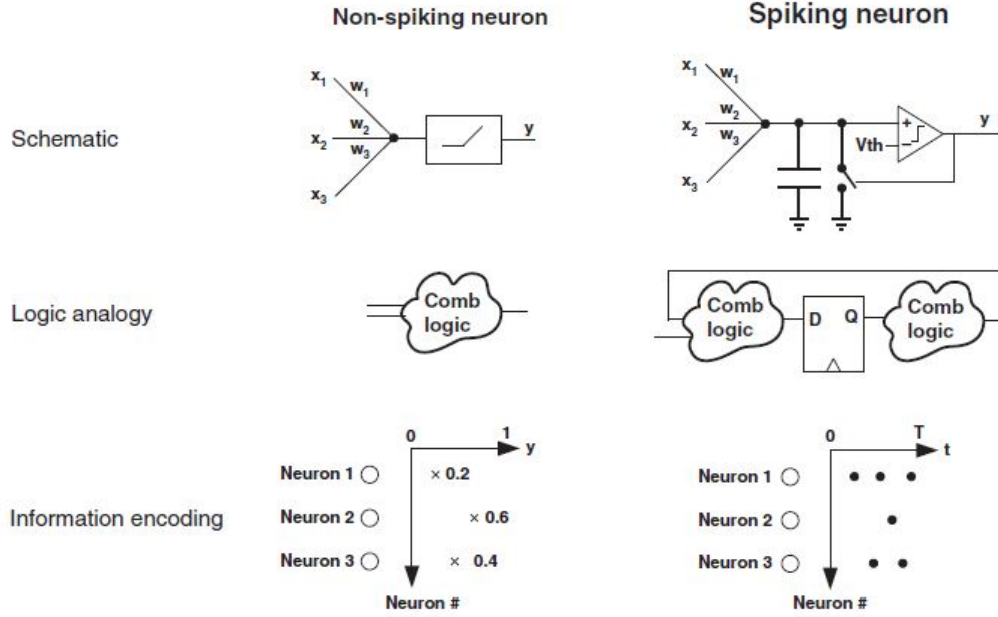 Non-spiking neuron
Spiking neuron
Schematic
x1
w1
x2
w2
w3
x3
y
x1
w1
x2
w2
w3
x3
+
Vth
−
y
Logic analogy
Comb
logic
Comb
logic
D Q
Comb
logic
Information encoding
0 1 y
Neuron 1 × 0.2
Neuron 2 × 0.6
Neuron 3 × 0.4
Neuron #
0 T t
Neuron 1
Neuron 2
Neuron 3
Neuron #